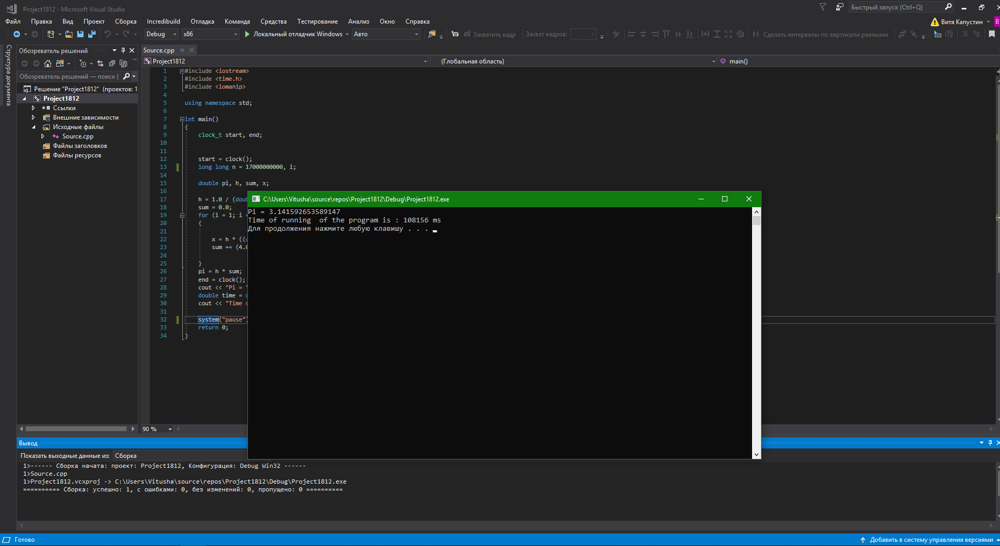 Project1812 - Microsoft Visual Studio
Быстрый запуск (Ctrl+Q)
Файл Правка Вид Проект Сборка Incredibuild Отладка Команда Средства Тестирование Анализ Окно Справка
Витя Капустин
В
Debug x86 Локальный отладчик Windows Авто Захватить кадр Захват кадров: Сделать интервалы по вертикали равными
Структура документа
Обозреватель решений
Обозреватель решений — поиск (
Решение "Project1812" (проектов: 1
Project1812
Ссылки
Внешние зависимости
Исходные файлы
Source.cpp
Файлы заголовков
Файлы ресурсов
Source.cpp
Project1812 (Глобальная область) main()
1 #include <iostream>
2 #include <time.h>
3 #include <iomanip>
4
5 using namespace std;
6
7 int main()
8 {
9 clock_t start, end;
10
11
12 start = clock();
13 long long n = 17000000000, i;
14
15 double pi, h, sum, x;
16
17 h = 1.0 / (doub
18 sum = 0.0;
19 for (i = 1; i <
20 {
21
22 x = h * ((d
23 sum += (4.0
24
25 }
26 pi = h * sum;
27 end = clock();
28 cout << "Pi = "
29 double time =
30 cout << "Time o
31
32 system("pause")
33 return 0;
34 }
C:\Users\Vitusha\source\repos\Project1812\Debug\Project1812.exe
Pi = 3.141592653589147
Time of running  of the program is : 108156 ms
Для продолжения нажмите любую клавишу . . .
90 %
Вывод
Показать выходные данные из: Сборка
1>------ Сборка начата: проект: Project1812, Конфигурация: Debug Win32 ------
1>Source.cpp
1>Project1812.vcxproj -> C:\Users\Vitusha\source\repos\Project1812\Debug\Project1812.exe
========== Сборка: успешно: 1, с ошибками: 0, без изменений: 0, пропущено: 0 ==========
Готово
Добавить в систему управления версиями